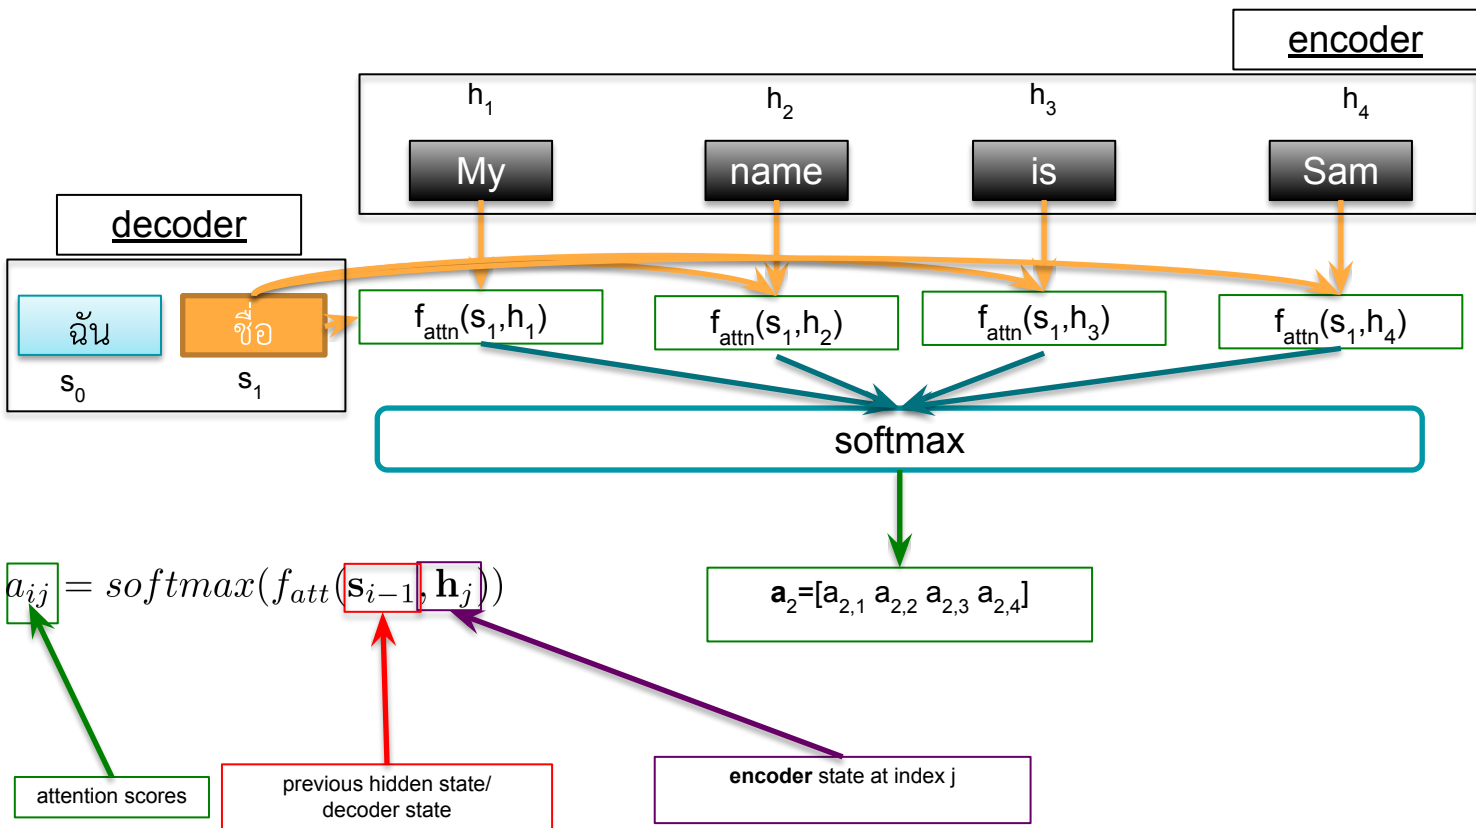 encoder
h1 h2 h3 h4
My name is Sam
decoder
ฉัน ชื่อ
s0 s1
fattn(s1,h1) fattn(s1,h2) fattn(s1,h3) fattn(s1,h4)
softmax
aij = softmax(fatt(si−1, hj))
a2=[a2,1 a2,2 a2,3 a2,4]
attention scores
previous hidden state/
decoder state
encoder state at index j